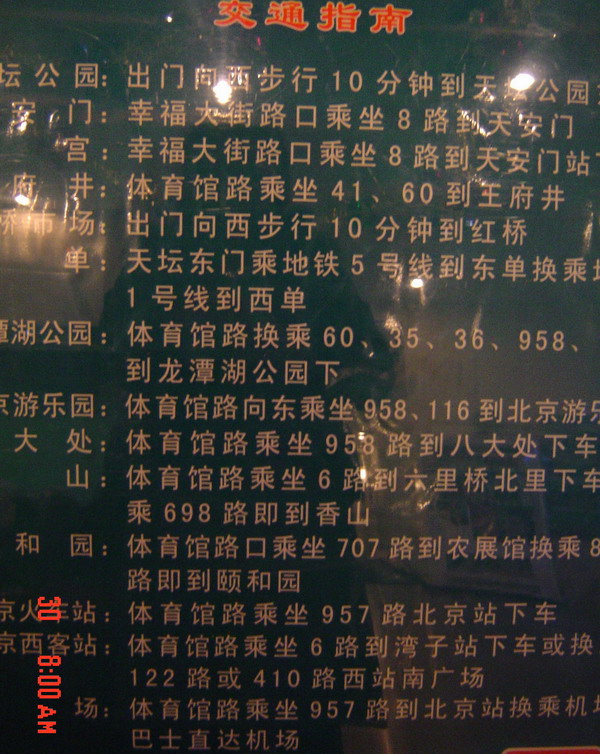 交通指南
坛公园：出门向西步行10分钟到天坛公园
安门：幸福大街路口乘坐8路到天安门
宫：幸福大街路口乘坐8路到天安门站下
府井：体育馆路乘坐41、60到王府井
桥市场：出门向西步行10分钟到红桥
单：天坛东门乘地铁5号线到东单换乘地
1号线到西单
潭湖公园：体育馆路换乘60、35、36、958、
到龙潭湖公园下
京游乐园：体育馆路向东乘坐958、116到北京游乐
大处：体育馆路乘坐958路到八大处下车
山：体育馆路乘坐6路到六里桥北里下车
乘698路即到香山
和园：体育馆路口乘坐707路到农展馆换乘8
路即到颐和园
京火车站：体育馆路乘坐957路北京站下车
京西客站：体育馆路乘坐6路到湾子站下车或换
122路或410路西站南广场
场：体育馆路乘坐957路到北京站换乘机场
巴士直达机场
30 8:00AM